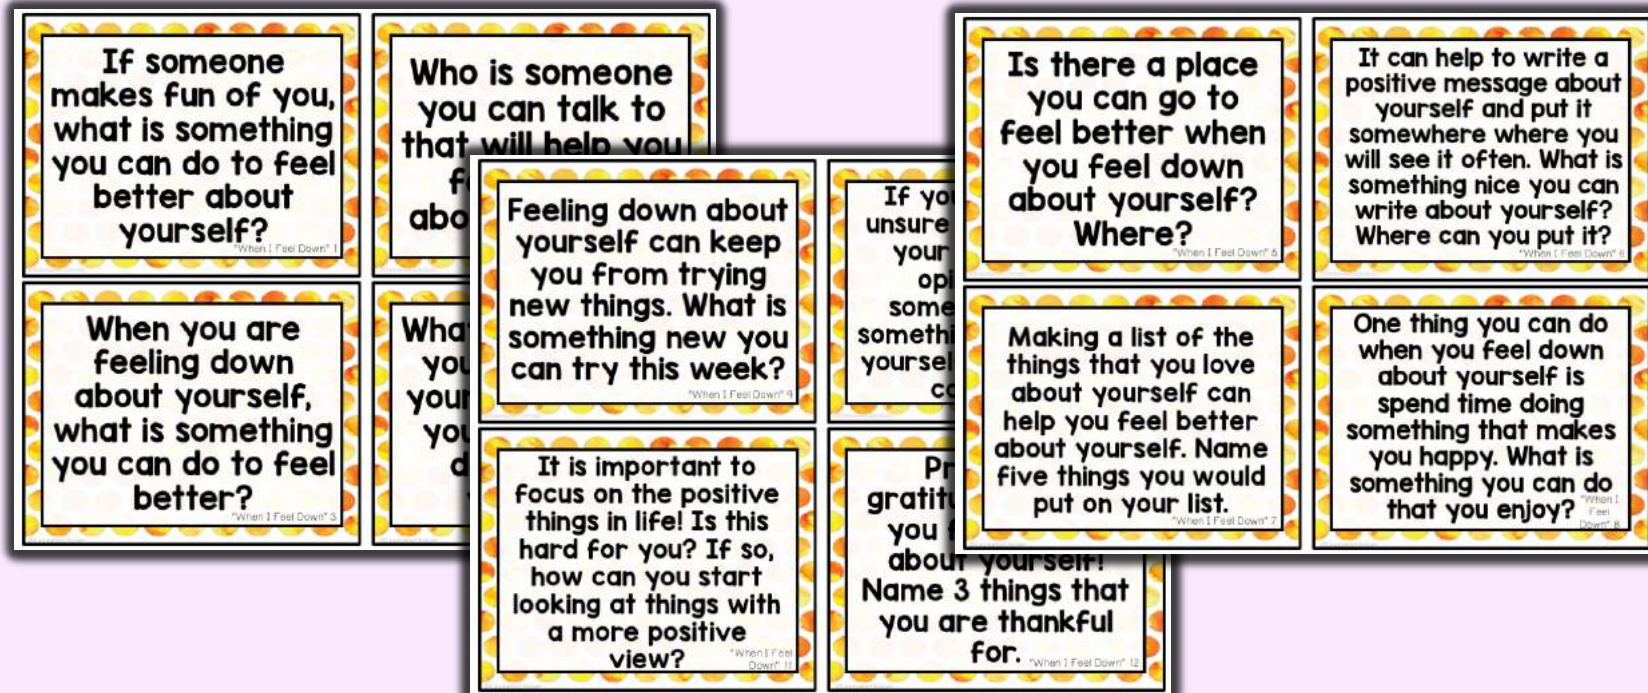 If someone
makes fun of you,
what is something
you can do to feel
better about
yourself?
"When I Feel Down" 1
Who is someone
you can talk to
that will help you
When you are
feeling down
about yourself,
what is something
you can do to feel
better?
"When I Feel Down" 3
you
Feeling down about
yourself can keep
you from trying
new things. What is
something new you
can try this week?
"When I Feel Down" 9
If
unsure
your
It is important to
focus on the positive
things in life! Is this
hard for you? If so,
how can you start
looking at things with
a more positive
view?
"When I Feel
Down" 11
you
about yourself!
Name 3 things that
you are thankful
for.
"When I Feel Down" 12
Is there a place
you can go to
feel better when
you feel down
about yourself?
Where?
"When I Feel Down"
It can help to write a
positive message about
yourself and put it
somewhere where you
will see it often. What is
something nice you can
write about yourself?
Where can you put it?
"When I Feel Down" 6
Making a list of the
things that you love
about yourself can
help you feel better
about yourself. Name
five things you would
put on your list.
"When I Feel Down" 7
One thing you can do
when you feel down
about yourself is
spend time doing
something that makes
you happy. What is
something you can do
that you enjoy?
"When I
Feel
Down" 8